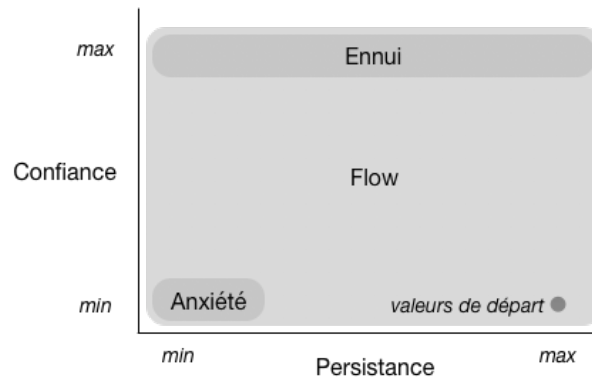 max
Ennui
Confiance
Flow
min
Anxiété
valeurs de départ
min
Persistance
max